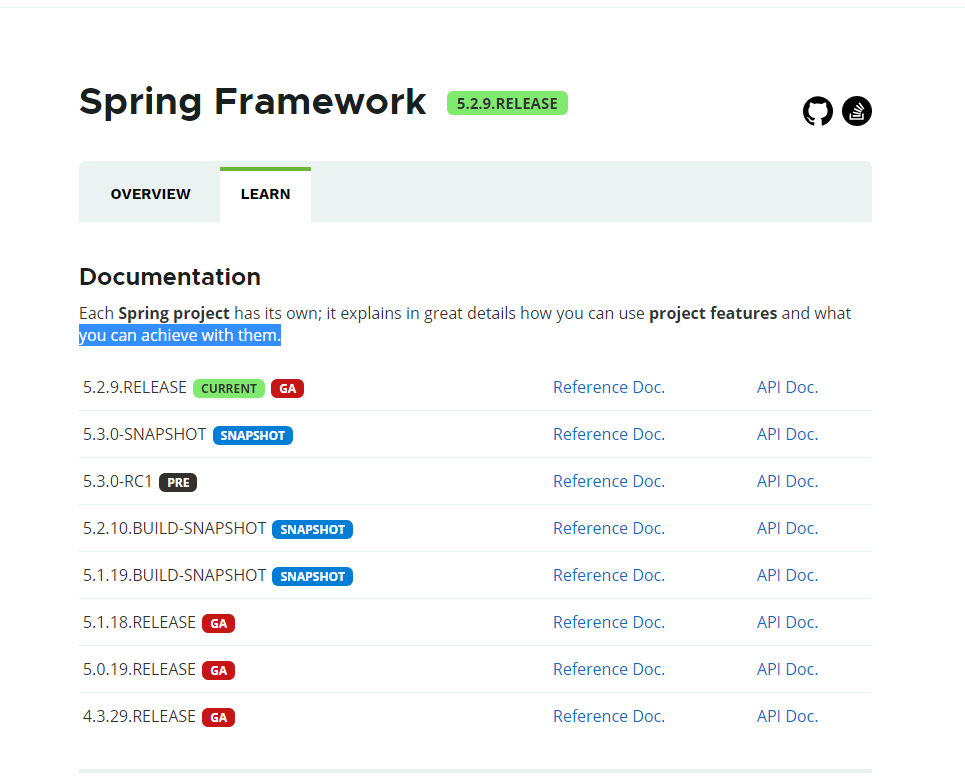 Spring Framework 5.2.9.RELEASE
OVERVIEW LEARN
Documentation
Each Spring project has its own; it explains in great details how you can use project features and what
you can achieve with them.
5.2.9.RELEASE CURRENT GA Reference Doc. API Doc.
5.3.0-SNAPSHOT SNAPSHOT Reference Doc. API Doc.
5.3.0-RC1 PRE Reference Doc. API Doc.
5.2.10.BUILD-SNAPSHOT SNAPSHOT Reference Doc. API Doc.
5.1.19.BUILD-SNAPSHOT SNAPSHOT Reference Doc. API Doc.
5.1.18.RELEASE GA Reference Doc. API Doc.
5.0.19.RELEASE GA Reference Doc. API Doc.
4.3.29.RELEASE GA Reference Doc. API Doc.